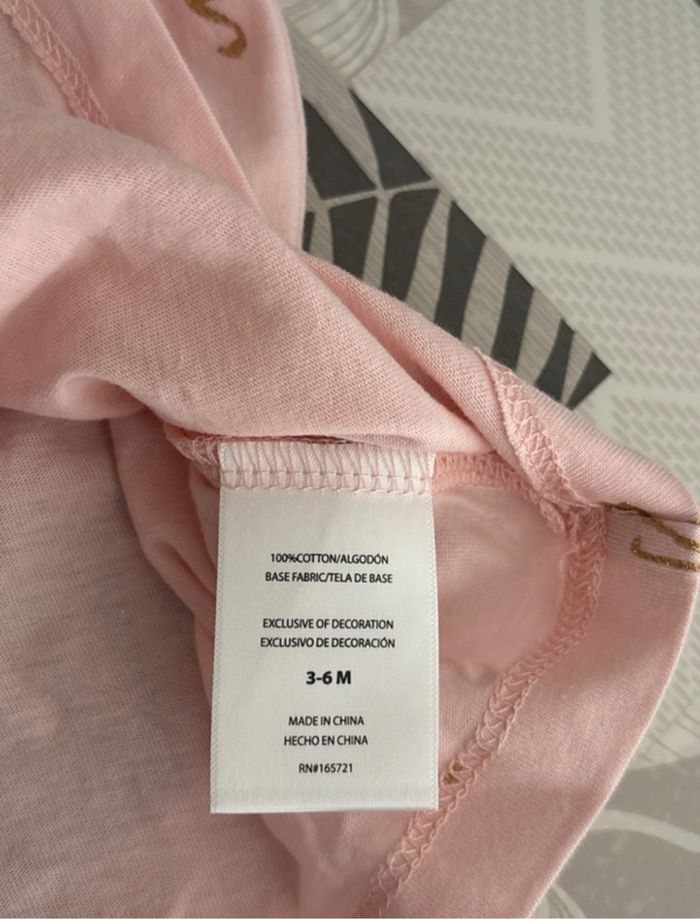 100%COTTON/ALGODÓN
BASE FABRIC/TELA DE BASE
EXCLUSIVE OF DECORATION
EXCLUSIVO DE DECORACIÓN
3-6 M
MADE IN CHINA
HECHO EN CHINA
RN#165721